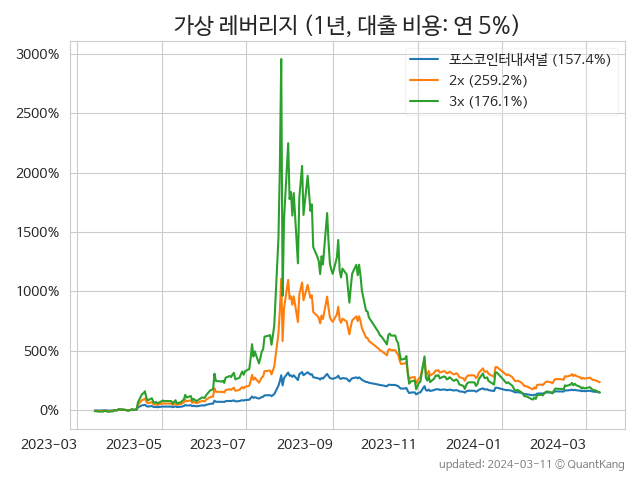 가상 레버리지 (1년, 대출 비용: 연 5%)
포스코인터내셔널 (157.4%)
2x (259.2%)
3x (176.1%)
3000%
2500%
2000%
1500%
1000%
500%
0%
2023-03 2023-05 2023-07 2023-09 2023-11 2024-01 2024-03
updated: 2024-03-11 © QuantKang